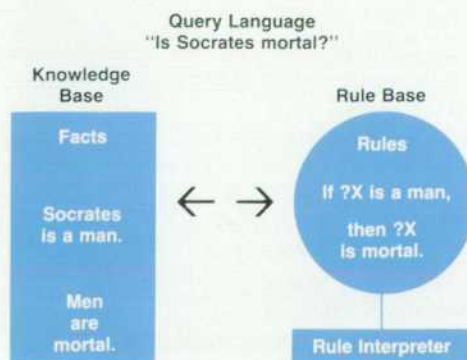 Query Language
"Is Socrates mortal?"
Knowledge
Base
Facts
Socrates
is a man.
Men
are
mortal.
Rule Base
Rules
If ?X is a man,
then ?X
is mortal.
Rule Interpreter